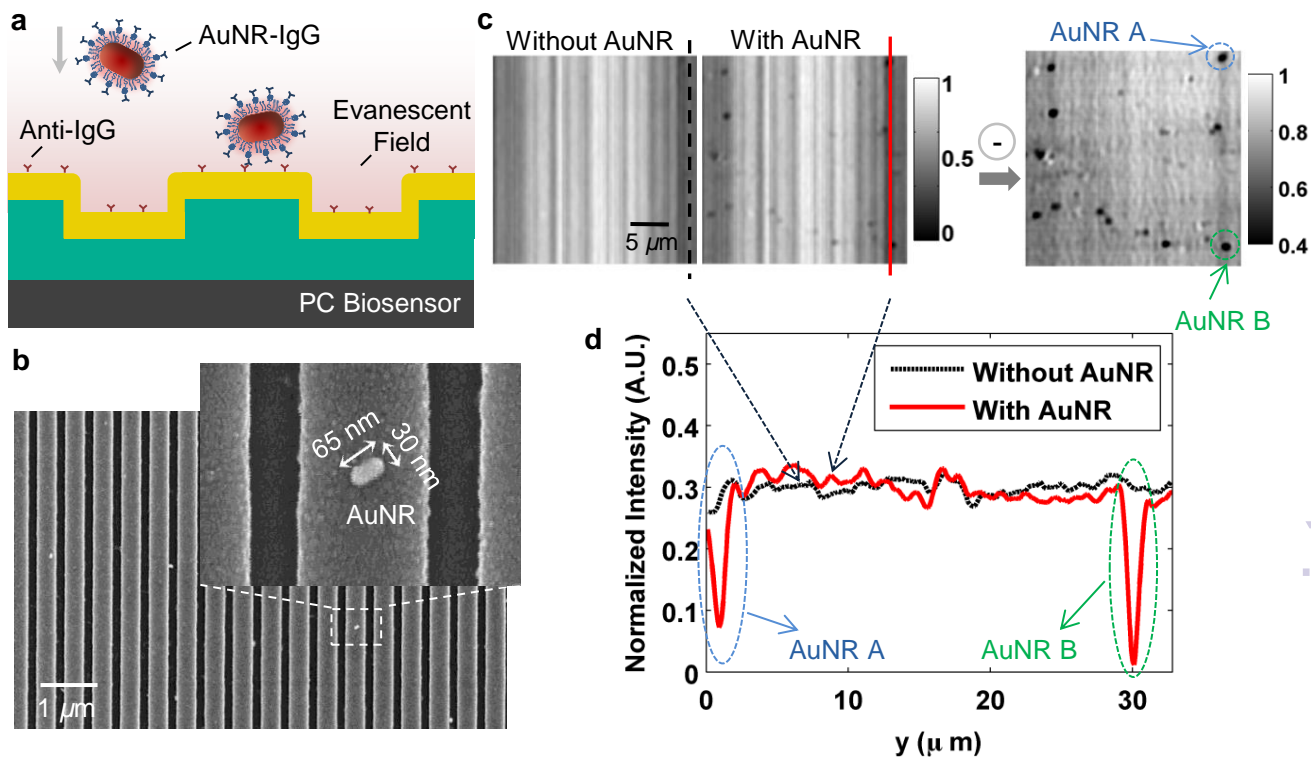 a
AuNR-IgG
Anti-IgG
Evanescent
Field
PC Biosensor
b
65 nm
30 nm
AuNR
1 µm
c
Without AuNR
With AuNR
5 µm
1
0.5
0
-
AuNR A
1
0.8
0.6
0.4
AuNR B
d
Normalized Intensity (A.U.)
0.5
0.4
0.3
0.2
0.1
0
Without AuNR
With AuNR
AuNR A
AuNR B
0
10
20
30
y (µ m)